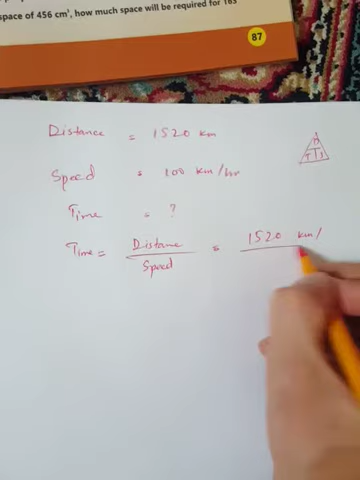 space of 456 cm³, how much space will be required for 163
87
Distance = 1520 km
Speed = 100 km/hr
Time = ?
D
T S
Time = Distance / Speed = 1520 km/